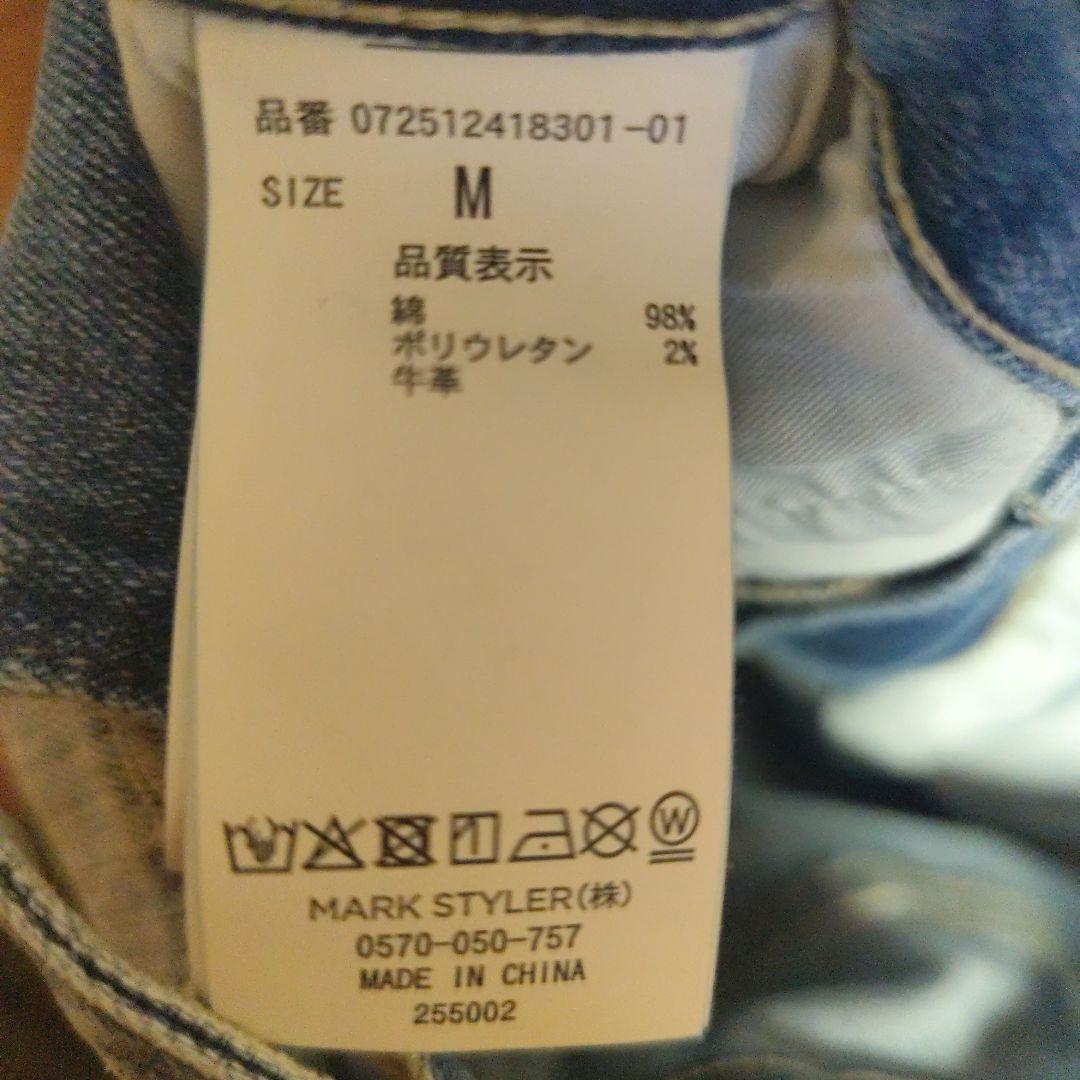 品番 072512418301-01
SIZE M
品質表示
綿 98%
ポリウレタン 2%
牛革
W
MARK STYLER(株)
0570-050-757
MADE IN CHINA
255002